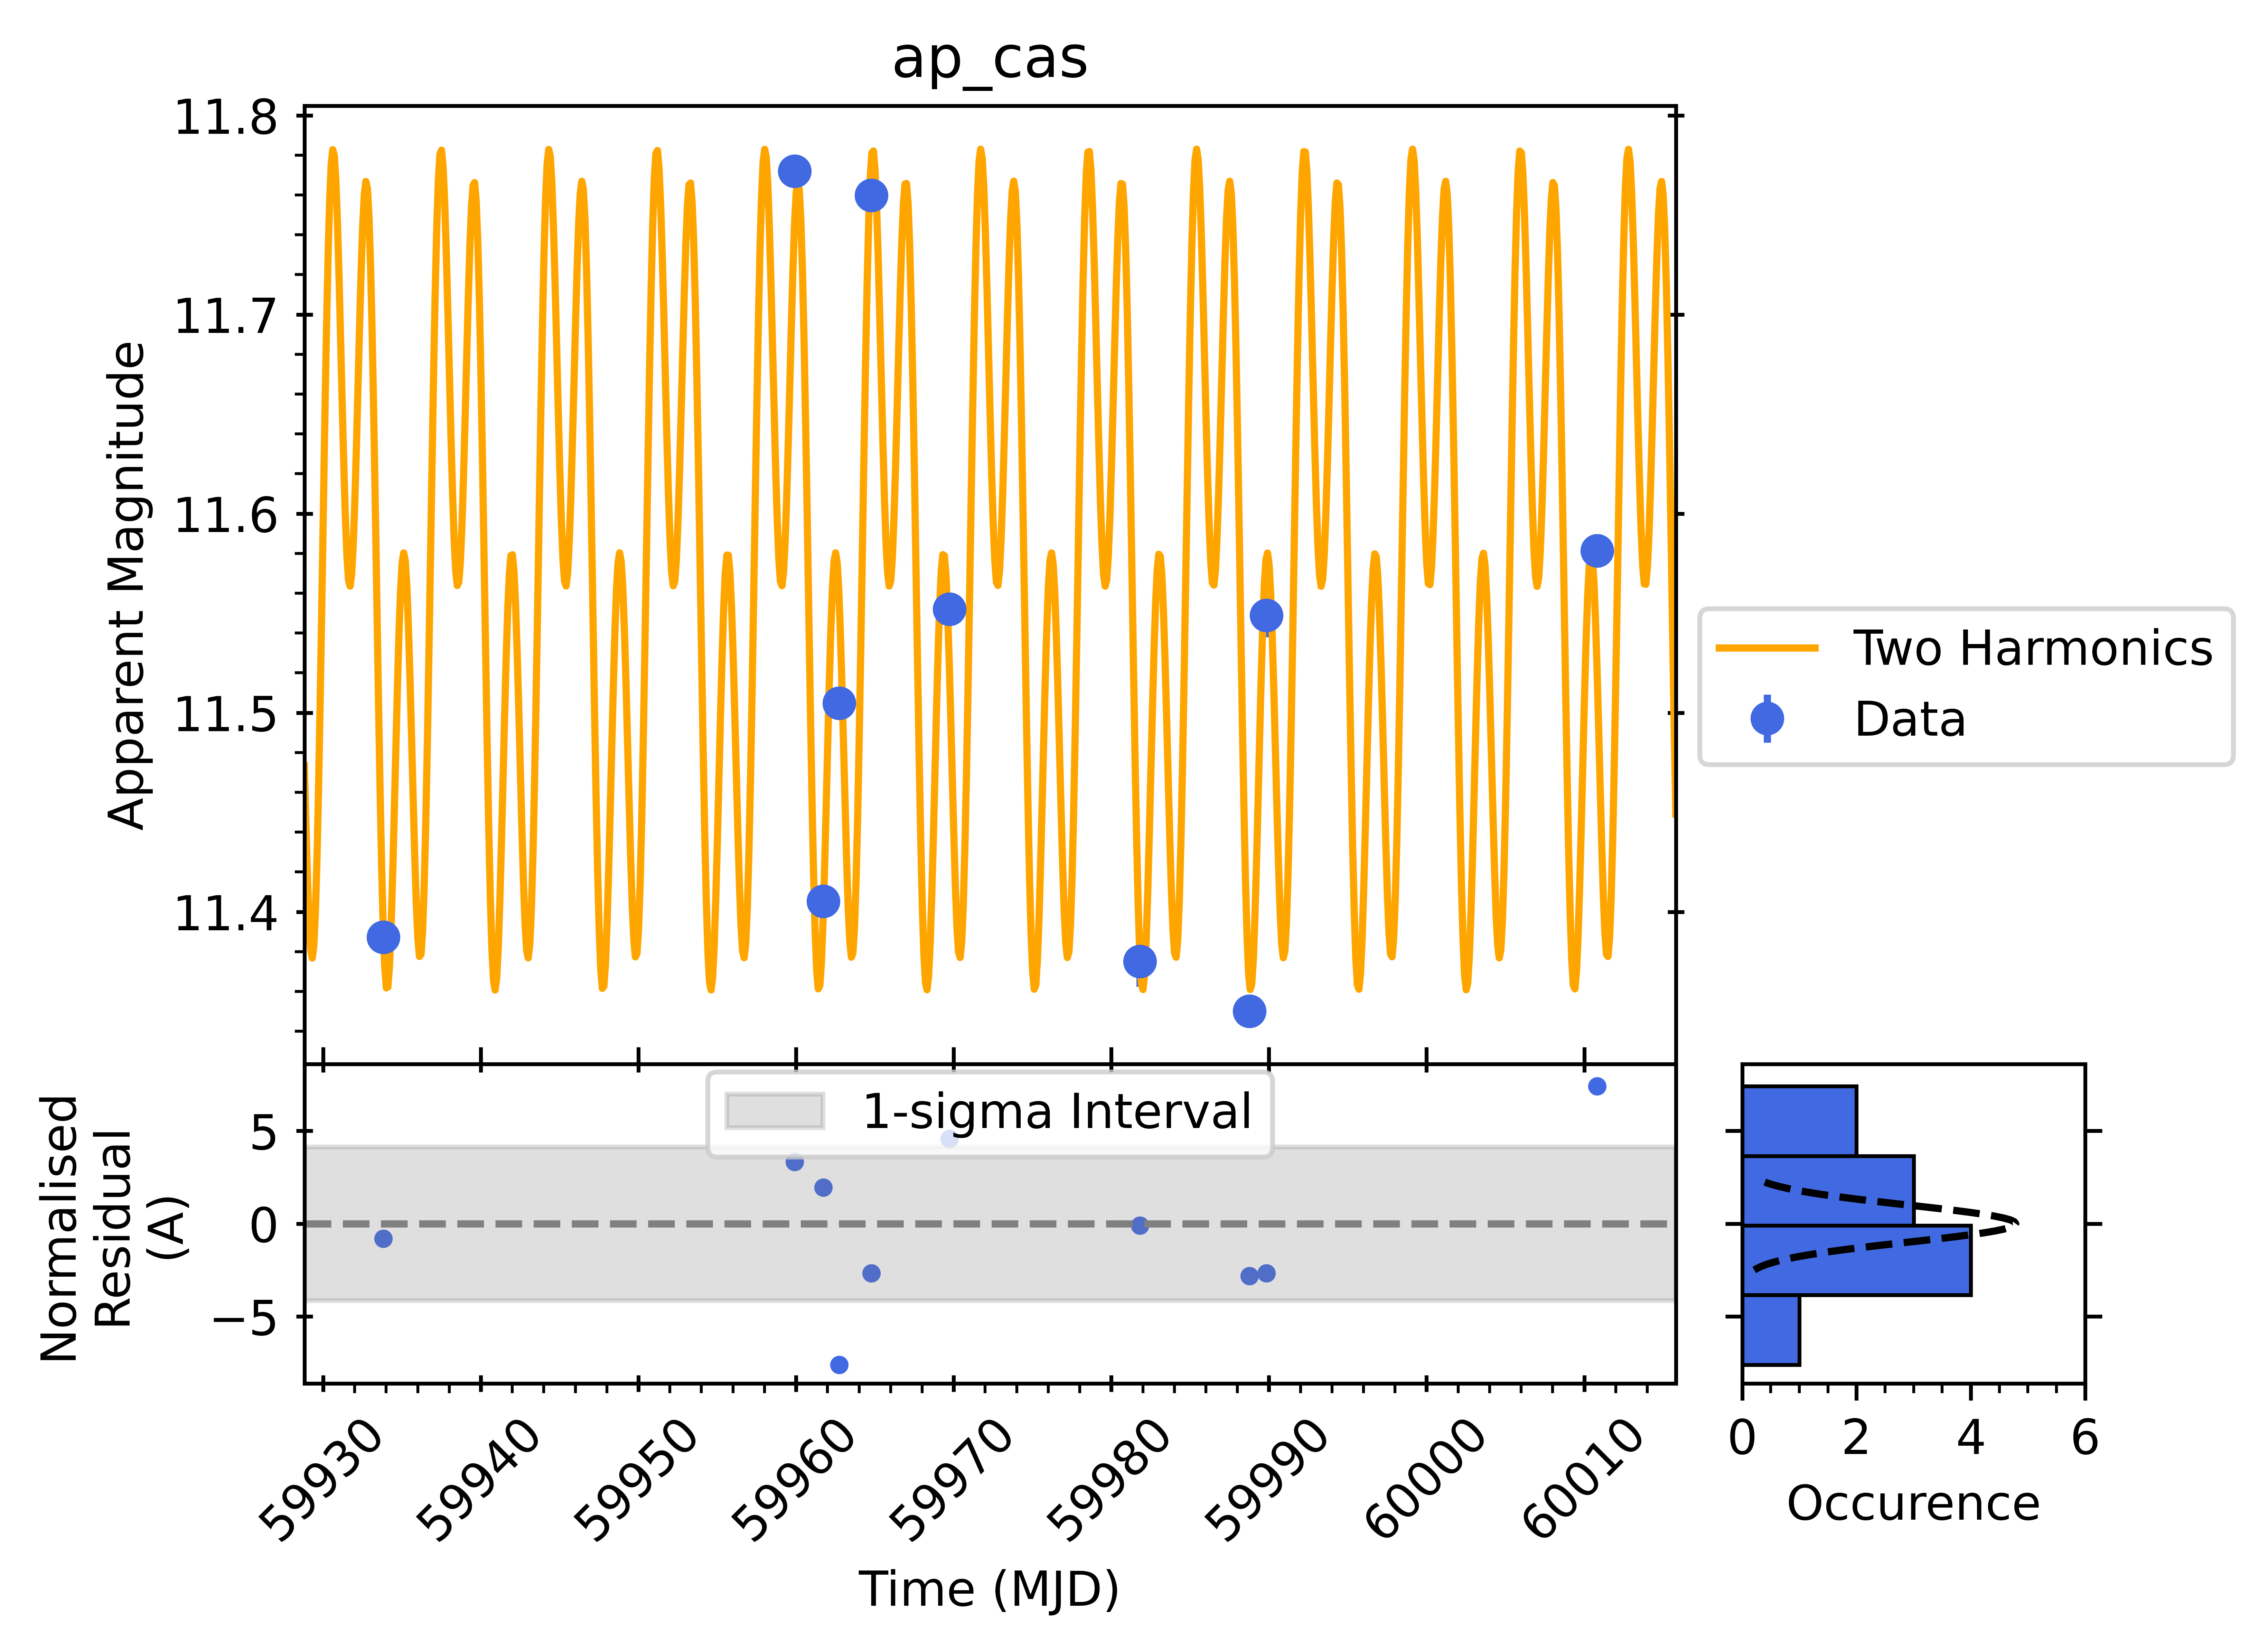 ap_cas
11.8
11.7
11.6
11.5
11.4
Apparent Magnitude
Two Harmonics
Data
1-sigma Interval
5
0
−5
Normalised
Residual
(A)
59930
59940
59950
59960
59970
59980
59990
60000
60010
Time (MJD)
0
2
4
6
Occurence